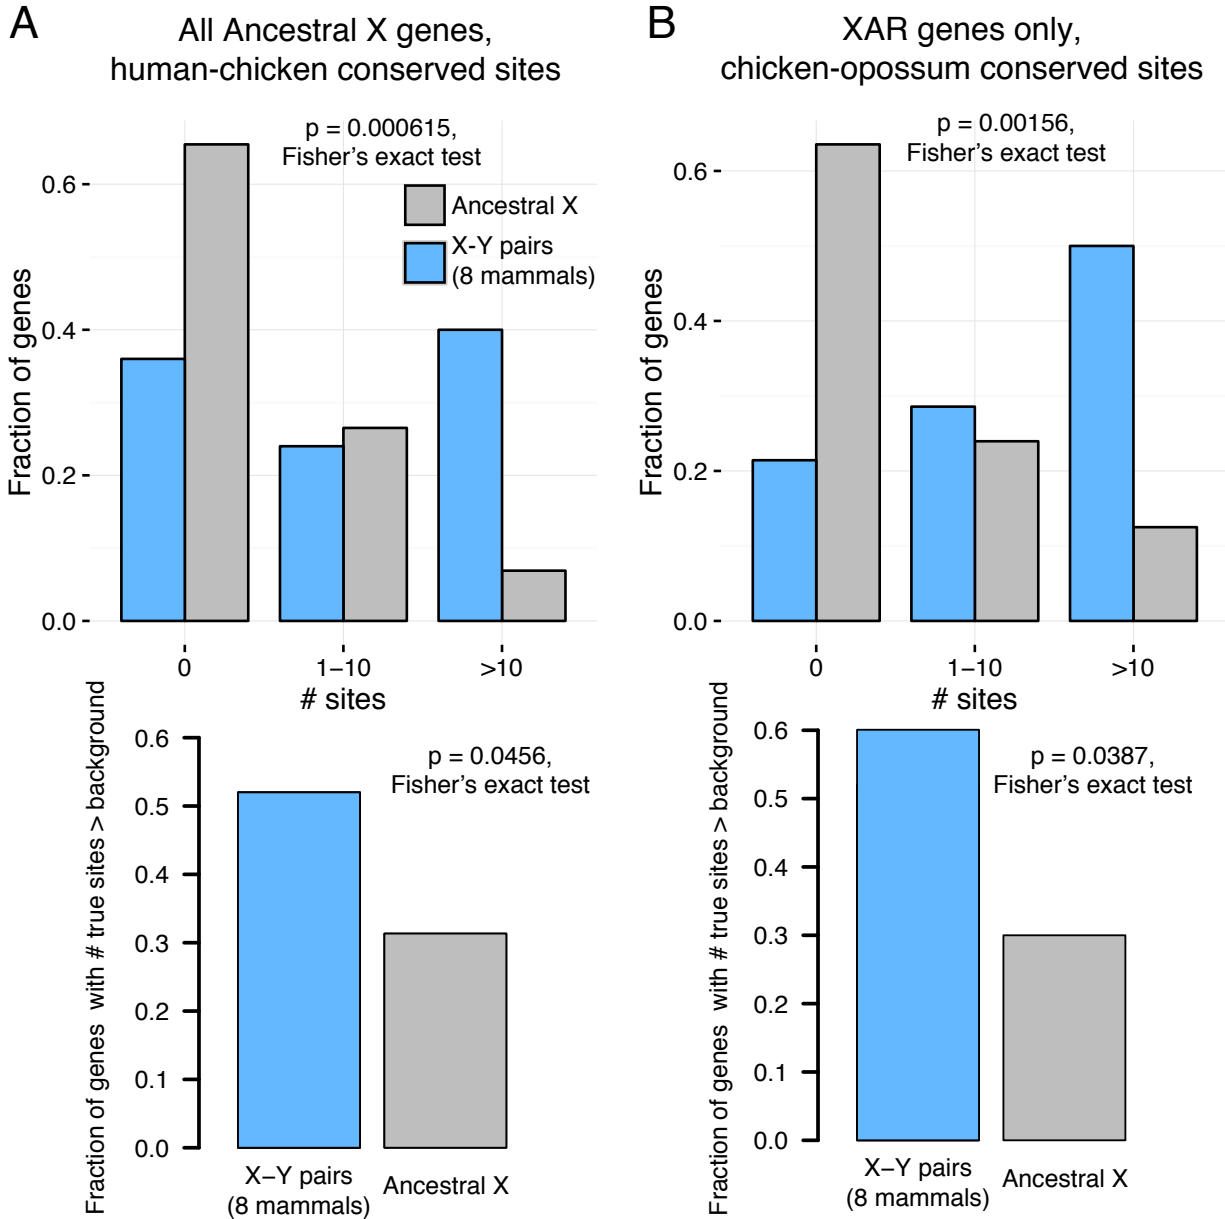 A
All Ancestral X genes,
human-chicken conserved sites
p = 0.000615,
Fisher's exact test
Ancestral X
X-Y pairs
(8 mammals)
Fraction of genes
0.6
0.4
0.2
0.0
0
1–10
>10
# sites
B
XAR genes only,
chicken-opossum conserved sites
p = 0.00156,
Fisher's exact test
Fraction of genes
0.6
0.4
0.2
0.0
0
1–10
>10
# sites
Fraction of genes with # true sites > background
0.6
0.5
0.4
0.3
0.2
0.1
0.0
p = 0.0456,
Fisher's exact test
X–Y pairs
(8 mammals)
Ancestral X
Fraction of genes with # true sites > background
0.6
0.5
0.4
0.3
0.2
0.1
0.0
p = 0.0387,
Fisher's exact test
X–Y pairs
(8 mammals)
Ancestral X